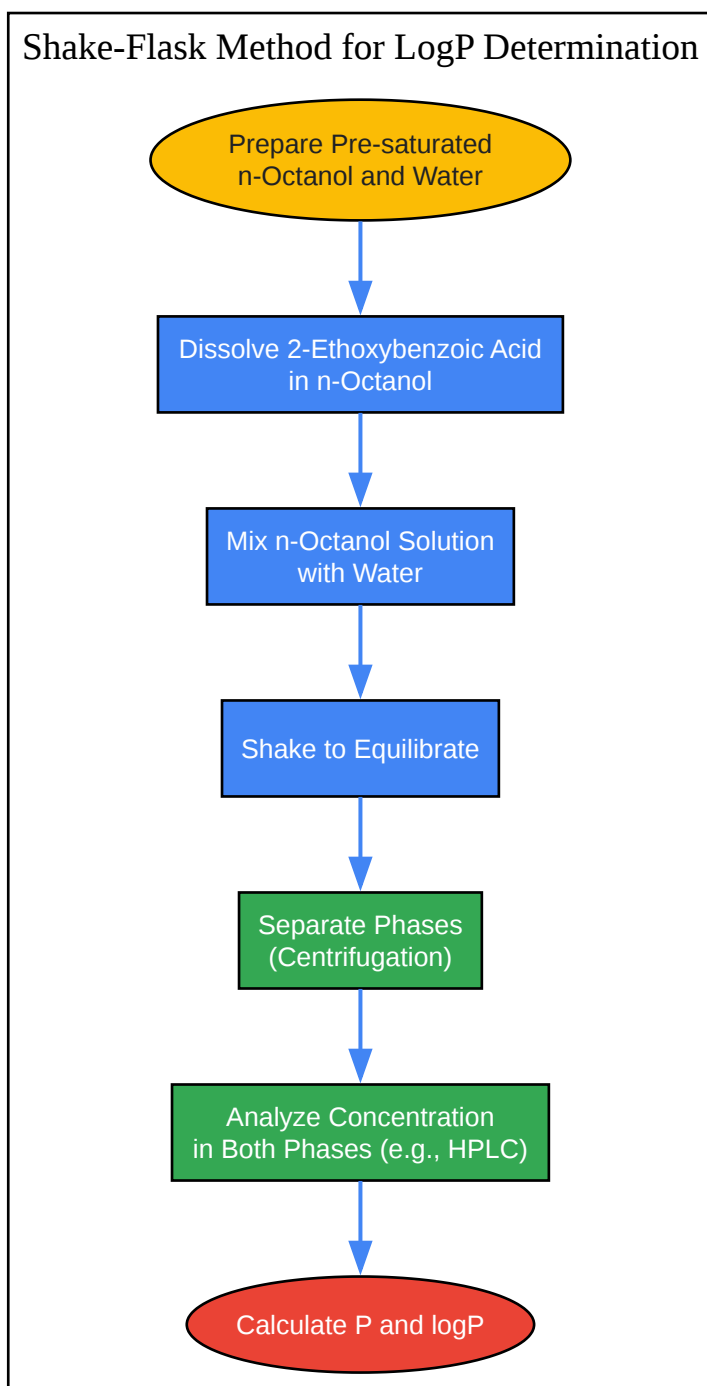 Shake-Flask Method for LogP Determination
Prepare Pre-saturated
n-Octanol and Water
Dissolve 2-Ethoxybenzoic Acid
in n-Octanol
Mix n-Octanol Solution
with Water
Shake to Equilibrate
Separate Phases
(Centrifugation)
Analyze Concentration
in Both Phases (e.g., HPLC)
Calculate P and logP